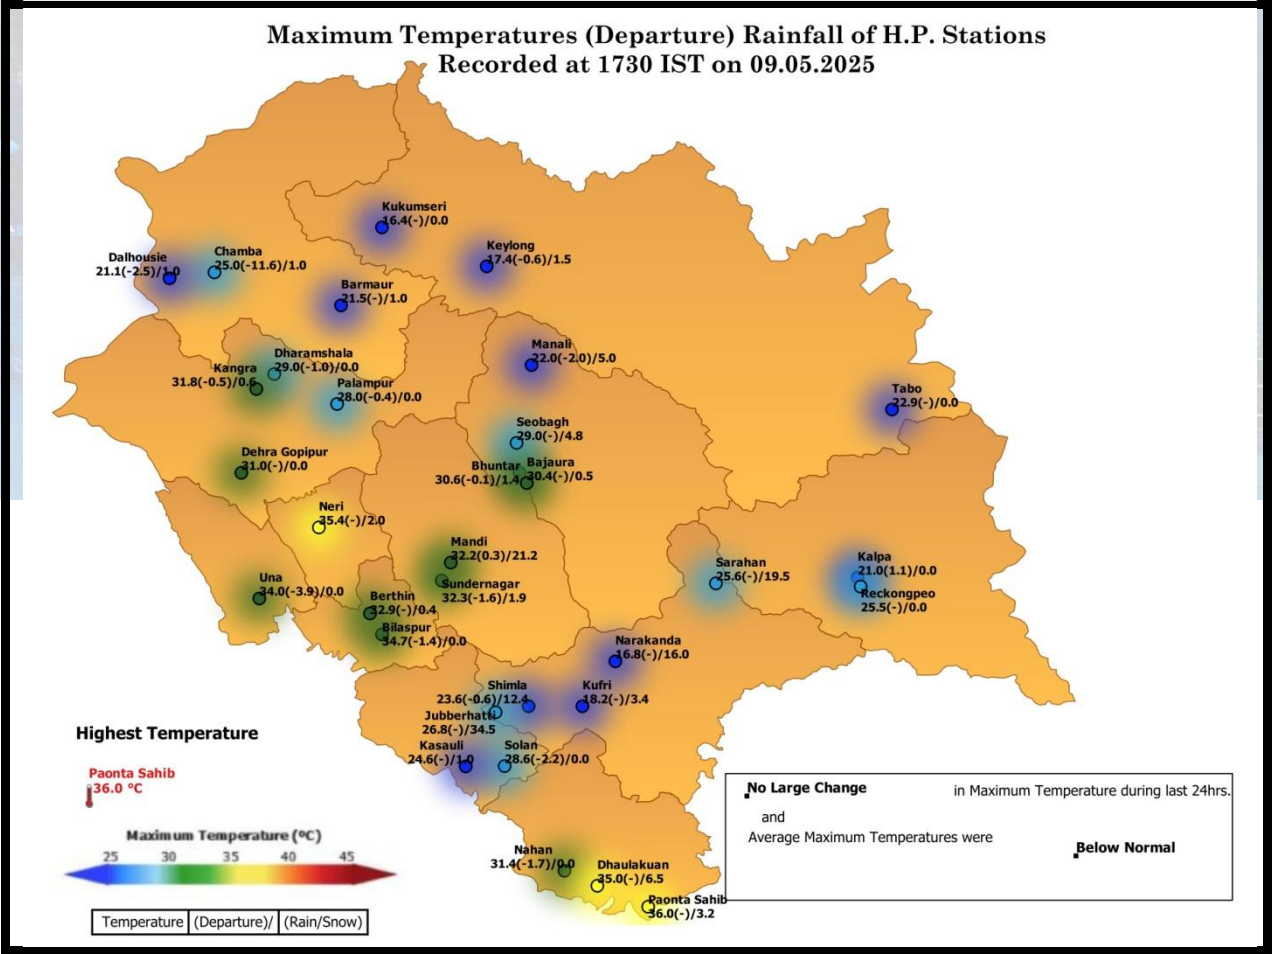 Maximum Temperatures (Departure) Rainfall of H.P. Stations
Recorded at 1730 IST on 09.05.2025
Kukumseri
16.4(-)/0.0
Keylong
17.4(-0.6)/1.5
Dalhousie
21.1(-2.5)/1.0
Chamba
25.0(-11.6)/1.0
Barmaur
21.5(-)/1.0
Manali
22.0(-2.0)/5.0
Dharamshala
29.0(-1.0)/0.0
Kangra
31.8(-0.5)/0.6
Palampur
28.0(-0.4)/0.0
Tabo
22.9(-)/0.0
Seobagh
29.0(-)/4.8
Dehra Gopipur
31.0(-)/0.0
Bhuntar
30.6(-0.1)/1.4
Bajaura
30.4(-)/0.5
Neri
35.4(-)/2.0
Mandi
32.2(0.3)/21.2
Sundernagar
32.3(-1.6)/1.9
Una
34.0(-3.9)/0.0
Berthin
32.9(-)/0.4
Bilaspur
34.7(-1.4)/0.0
Sarahan
25.6(-)/19.5
Kalpa
21.0(1.1)/0.0
Reckongpeo
25.5(-)/0.0
Narakanda
16.8(-)/16.0
Shimla
23.6(-0.6)/12.4
Kufri
18.2(-)/3.4
Jubberhatti
26.8(-)/34.5
Kasauli
24.6(-)/1.0
Solan
28.6(-2.2)/0.0
Nahan
31.4(-1.7)/0.0
Dhaulakuan
35.0(-)/6.5
Paonta Sahib
36.0(-)/3.2
Highest Temperature
Paonta Sahib
36.0 °C
Maximum Temperature (°C)
25 30 35 40 45
Temperature (Departure)/ (Rain/Snow)
No Large Change in Maximum Temperature during last 24hrs.
and
Average Maximum Temperatures were
Below Normal